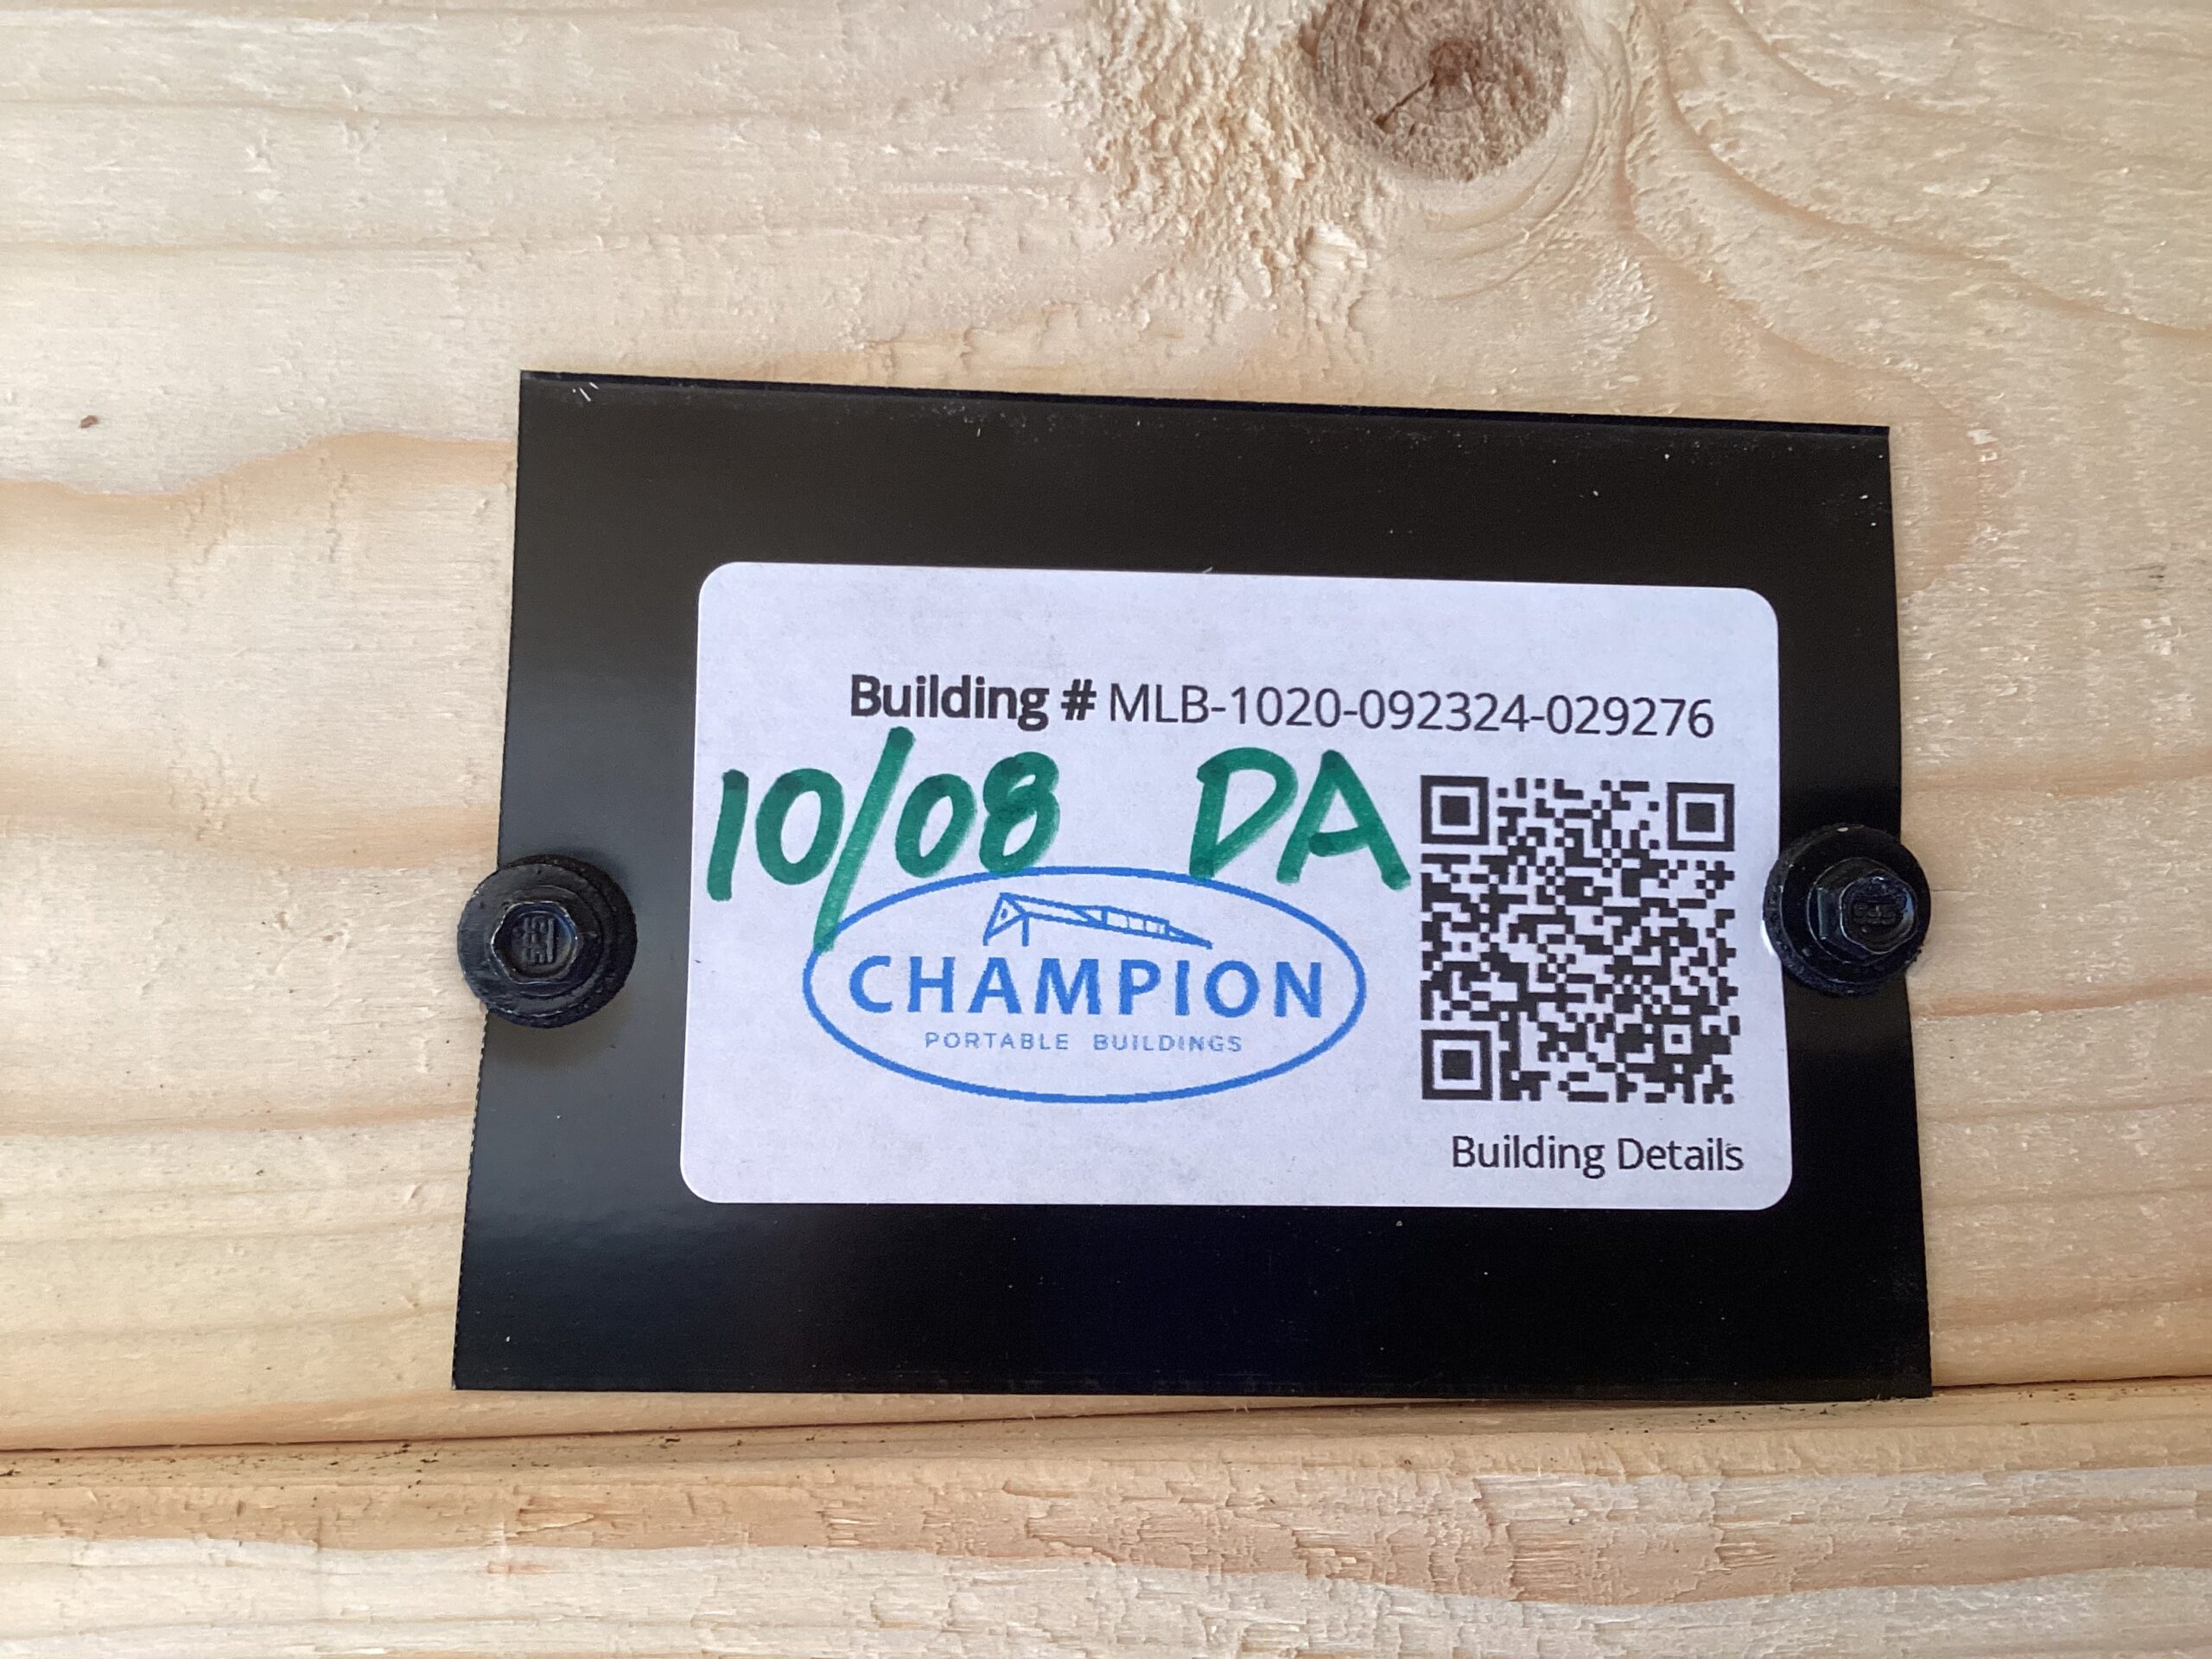 Building # MLB-1020-092324-029276
10/08 DA
CHAMPION
PORTABLE BUILDINGS
Building Details